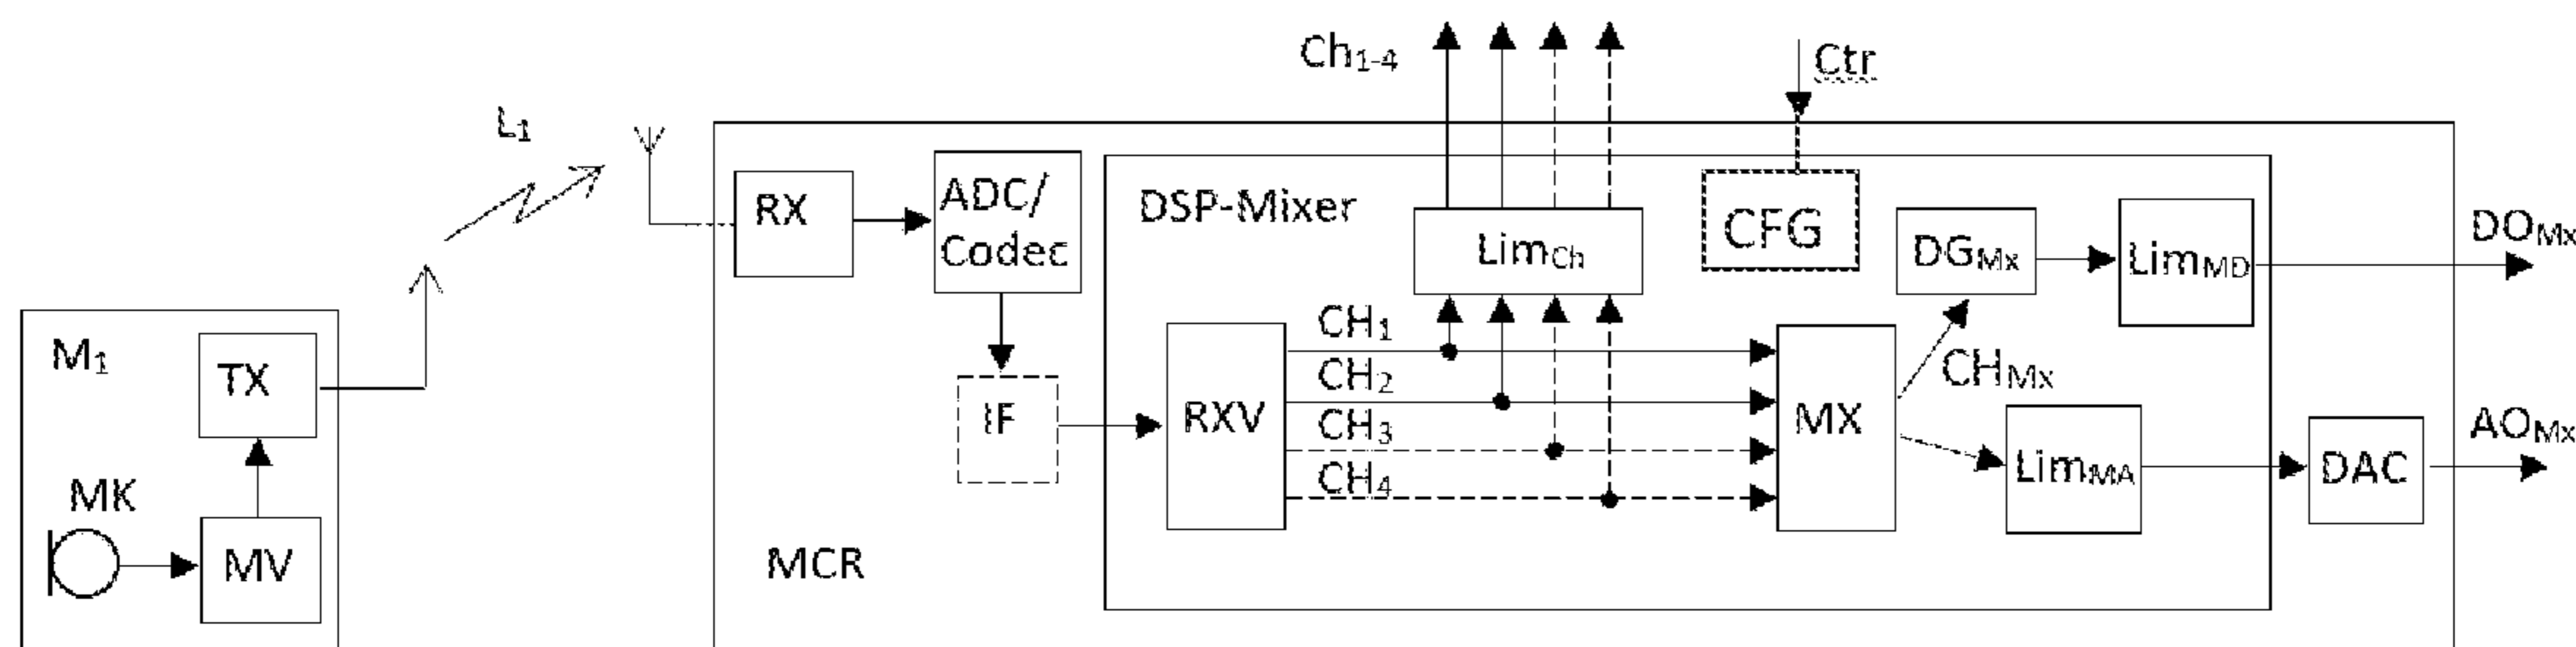 Ch1-4
Ctr
L1
RX
ADC/
Codec
DSP-Mixer
LimCh
CFG
DGMx
LimMD
DOMx
M1
TX
IF
RXV
CH1
CH2
CH3
CH4
MX
CHMx
LimMA
DAC
AOMx
MK
MV
MCR